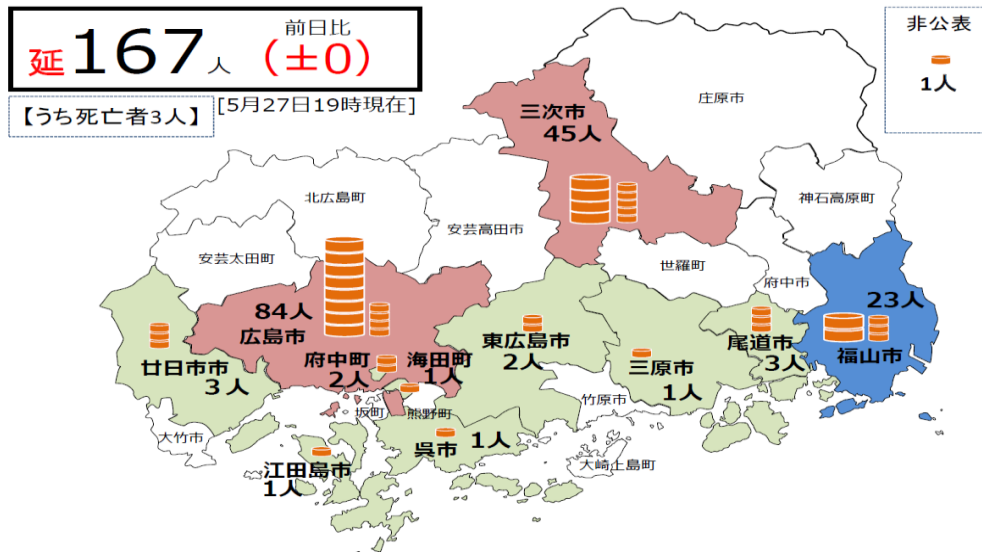 前日比
延167人 (±0)
【うち死亡者3人】
[5月27日19時現在]
非公表
1人
庄原市
三次市
45人
神石高原町
北広島町
安芸高田市
安芸太田町
世羅町
府中市
23人
福山市
84人
広島市
府中町
2人
海田町
1人
東広島市
2人
尾道市
3人
三原市
1人
廿日市市
3人
竹原市
坂町
熊野町
大竹市
呉市
1人
大崎上島町
江田島市
1人